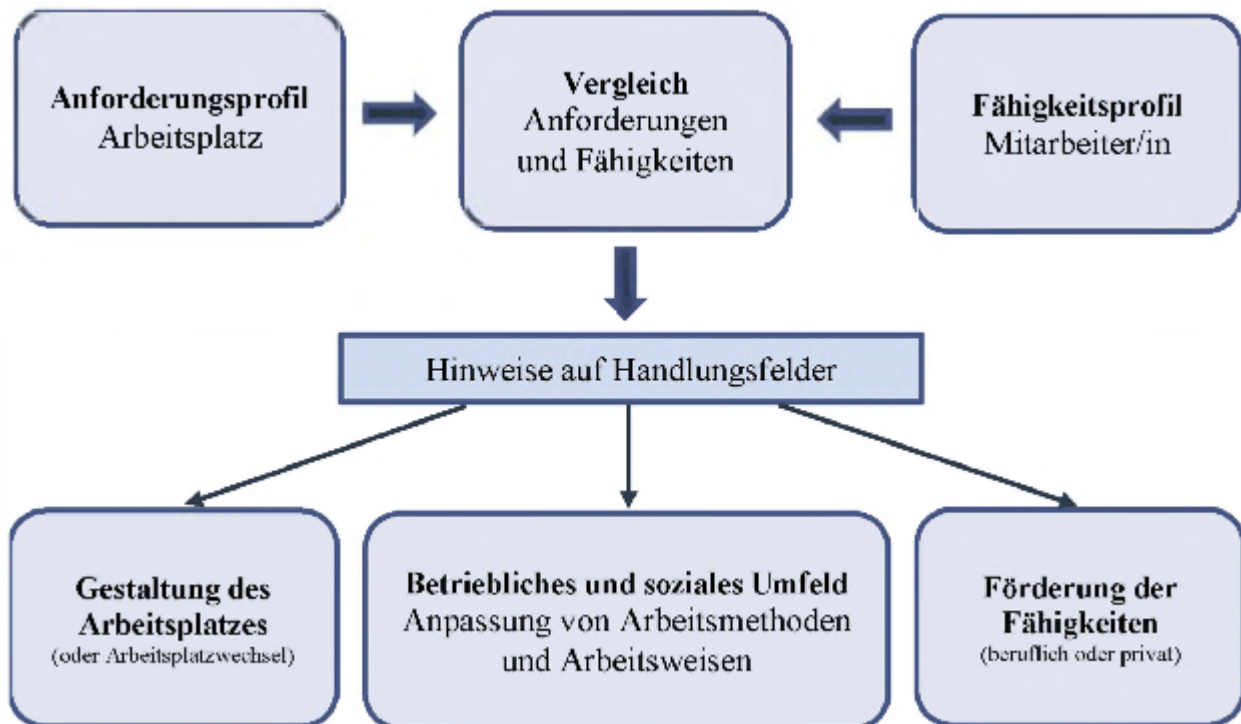 Anforderungsprofil
Arbeitsplatz
Vergleich
Anforderungen
und Fähigkeiten
Fähigkeitsprofil
Mitarbeiter/in
Hinweise auf Handlungsfelder
Gestaltung des
Arbeitsplatzes
(oder Arbeitsplatzwechsel)
Betriebliches und soziales Umfeld
Anpassung von Arbeitsmethoden
und Arbeitsweisen
Förderung der
Fähigkeiten
(beruflich oder privat)